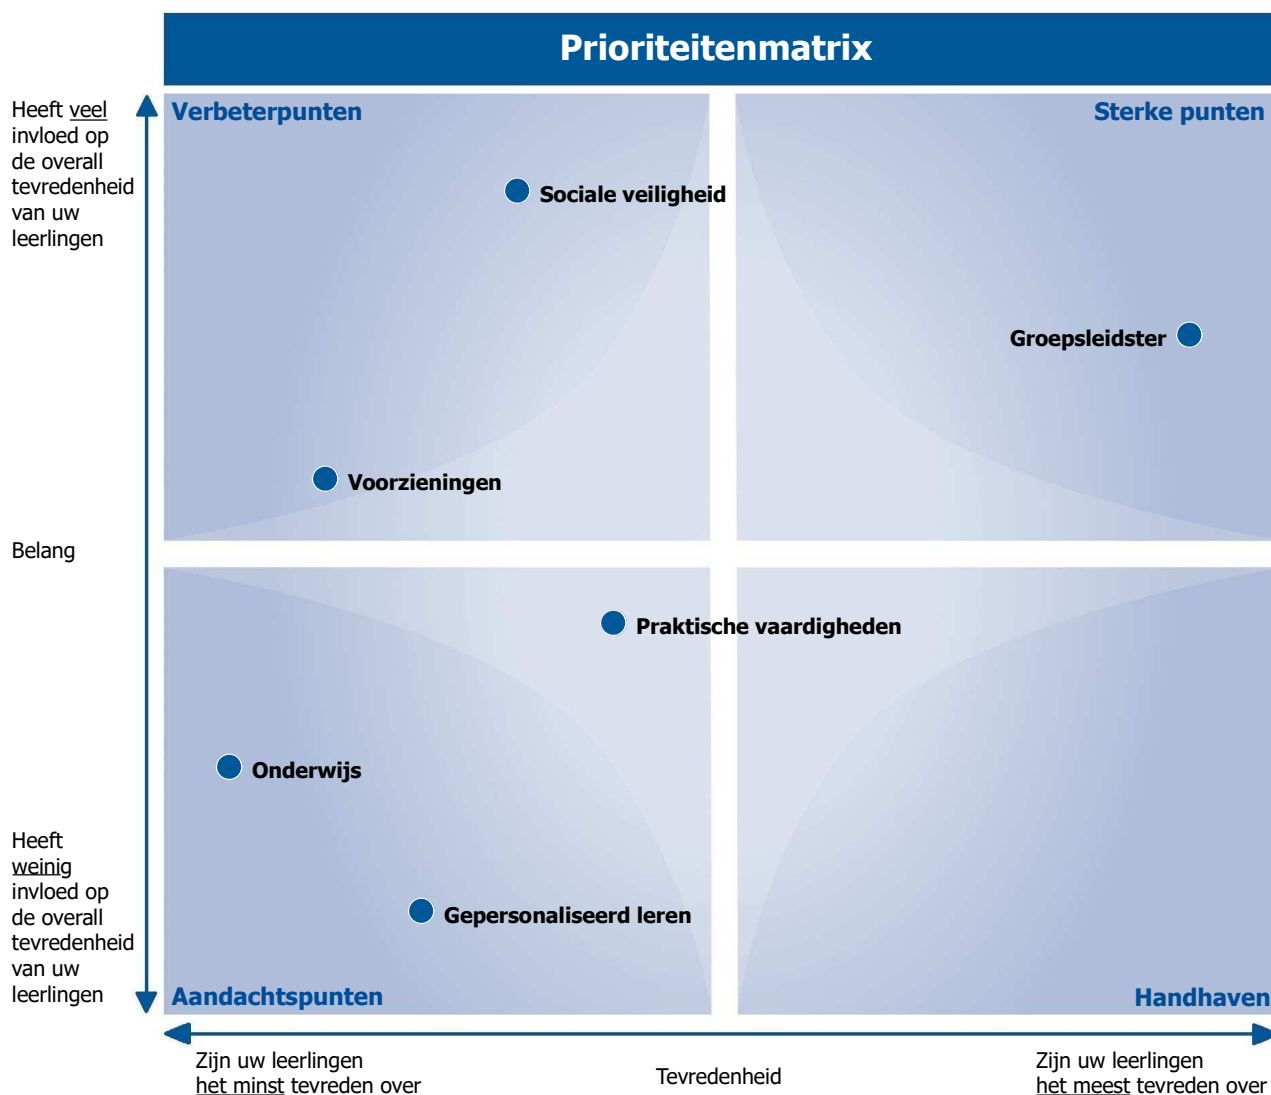 Prioriteitenmatrix
Heeft veel
invloed op
de overall
tevredenheid
van uw
leerlingen
Verbeterpunten
Sterke punten
Sociale veiligheid
Groepsleidster
Voorzieningen
Belang
Praktische vaardigheden
Onderwijs
Heeft
weinig
invloed op
de overall
tevredenheid
van uw
leerlingen
Gepersonaliseerd leren
Aandachtspunten
Handhaven
Zijn uw leerlingen
het minst tevreden over
Tevredenheid
Zijn uw leerlingen
het meest tevreden over